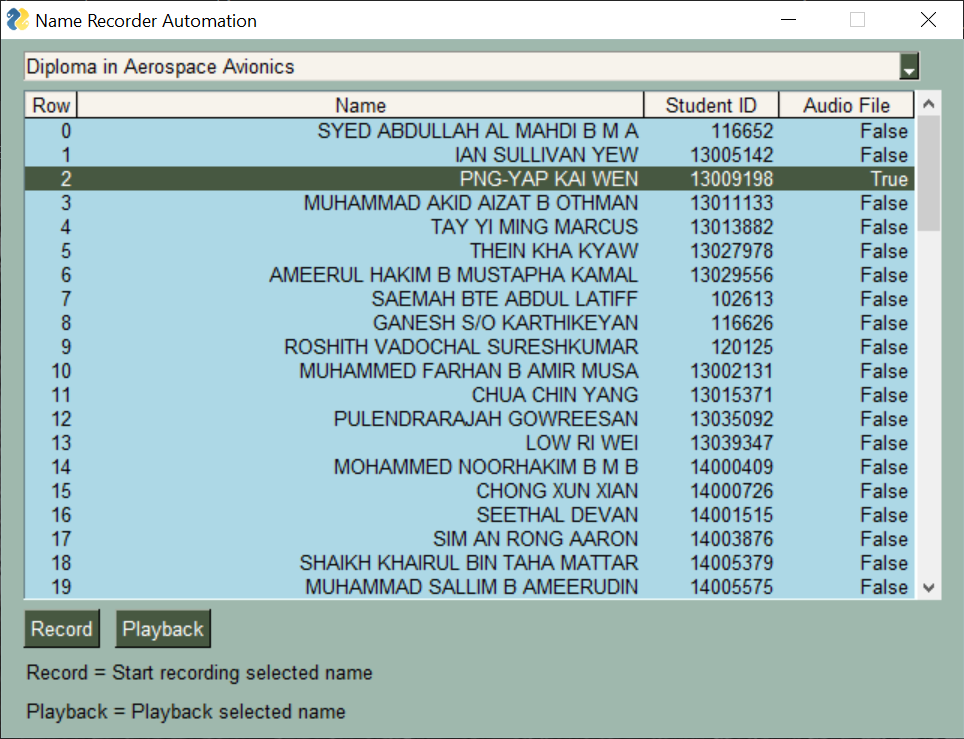 Name Recorder Automation
Diploma in Aerospace Avionics
Row Name Student ID Audio File
0 SYED ABDULLAH AL MAHDI B M A 116652 False
1 IAN SULLIVAN YEW 13005142 False
2 PNG-YAP KAI WEN 13009198 True
3 MUHAMMAD AKID AIZAT B OTHMAN 13011133 False
4 TAY YI MING MARCUS 13013882 False
5 THEIN KHA KYAW 13027978 False
6 AMEERUL HAKIM B MUSTAPHA KAMAL 13029556 False
7 SAEMAH BTE ABDUL LATIFF 102613 False
8 GANESH S/O KARTHIKEYAN 116626 False
9 ROSHITH VADOCHAL SURESHKUMAR 120125 False
10 MUHAMMED FARHAN B AMIR MUSA 13002131 False
11 CHUA CHIN YANG 13015371 False
12 PULENDRARAJAH GOWREESAN 13035092 False
13 LOW RI WEI 13039347 False
14 MOHAMMED NOORHAKIM B M B 14000409 False
15 CHONG XUN XIAN 14000726 False
16 SEETHAL DEVAN 14001515 False
17 SIM AN RONG AARON 14003876 False
18 SHAIKH KHAIRUL BIN TAHA MATTAR 14005379 False
19 MUHAMMAD SALLIM B AMEERUDIN 14005575 False
Record Playback
Record = Start recording selected name
Playback = Playback selected name